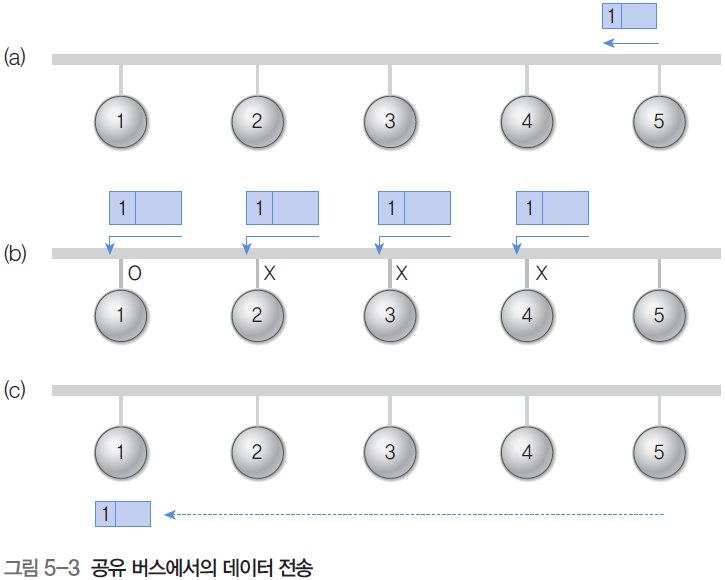 1
(a)
1 2 3 4 5
1 1 1 1
(b)
O X X X
1 2 3 4 5
(c)
1 2 3 4 5
1
그림 5-3 공유 버스에서의 데이터 전송